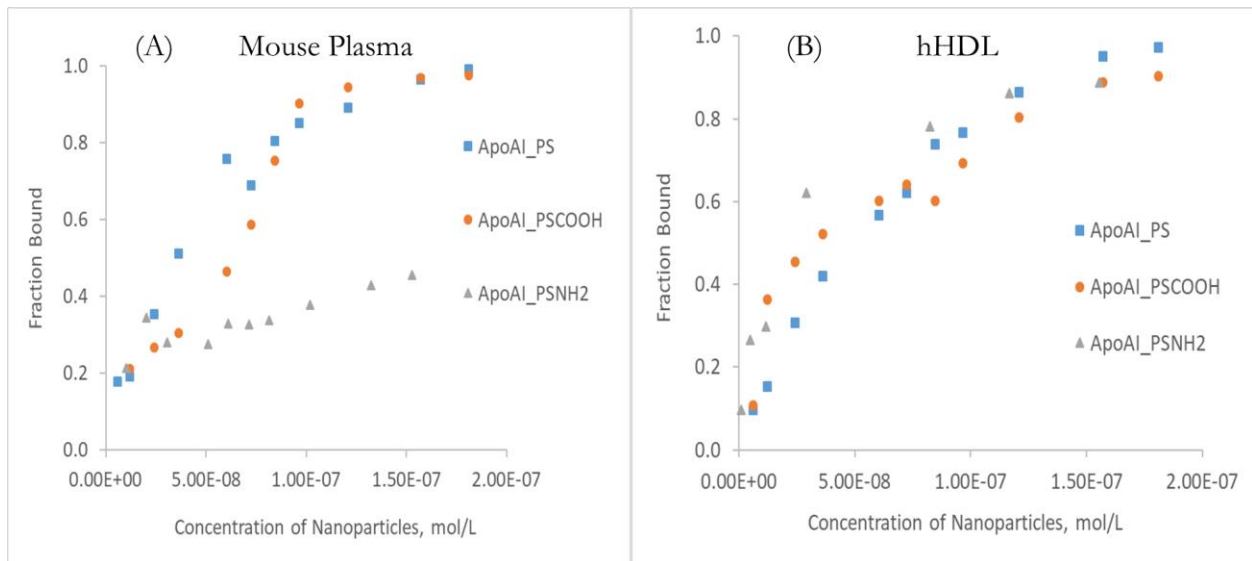 (A) Mouse Plasma
1.0
0.8
0.6
0.4
0.2
0.0
Fraction Bound
0.00E+00 5.00E-08 1.00E-07 1.50E-07 2.00E-07
Concentration of Nanoparticles, mol/L
ApoAI_PS
ApoAI_PSCOOH
ApoAI_PSNH2
(B) hHDL
1.0
0.8
0.6
0.4
0.2
0.0
Fraction Bound
0.00E+00 5.00E-08 1.00E-07 1.50E-07 2.00E-07
Concentration of Nanoparticles, mol/L
ApoAI_PS
ApoAI_PSCOOH
ApoAI_PSNH2